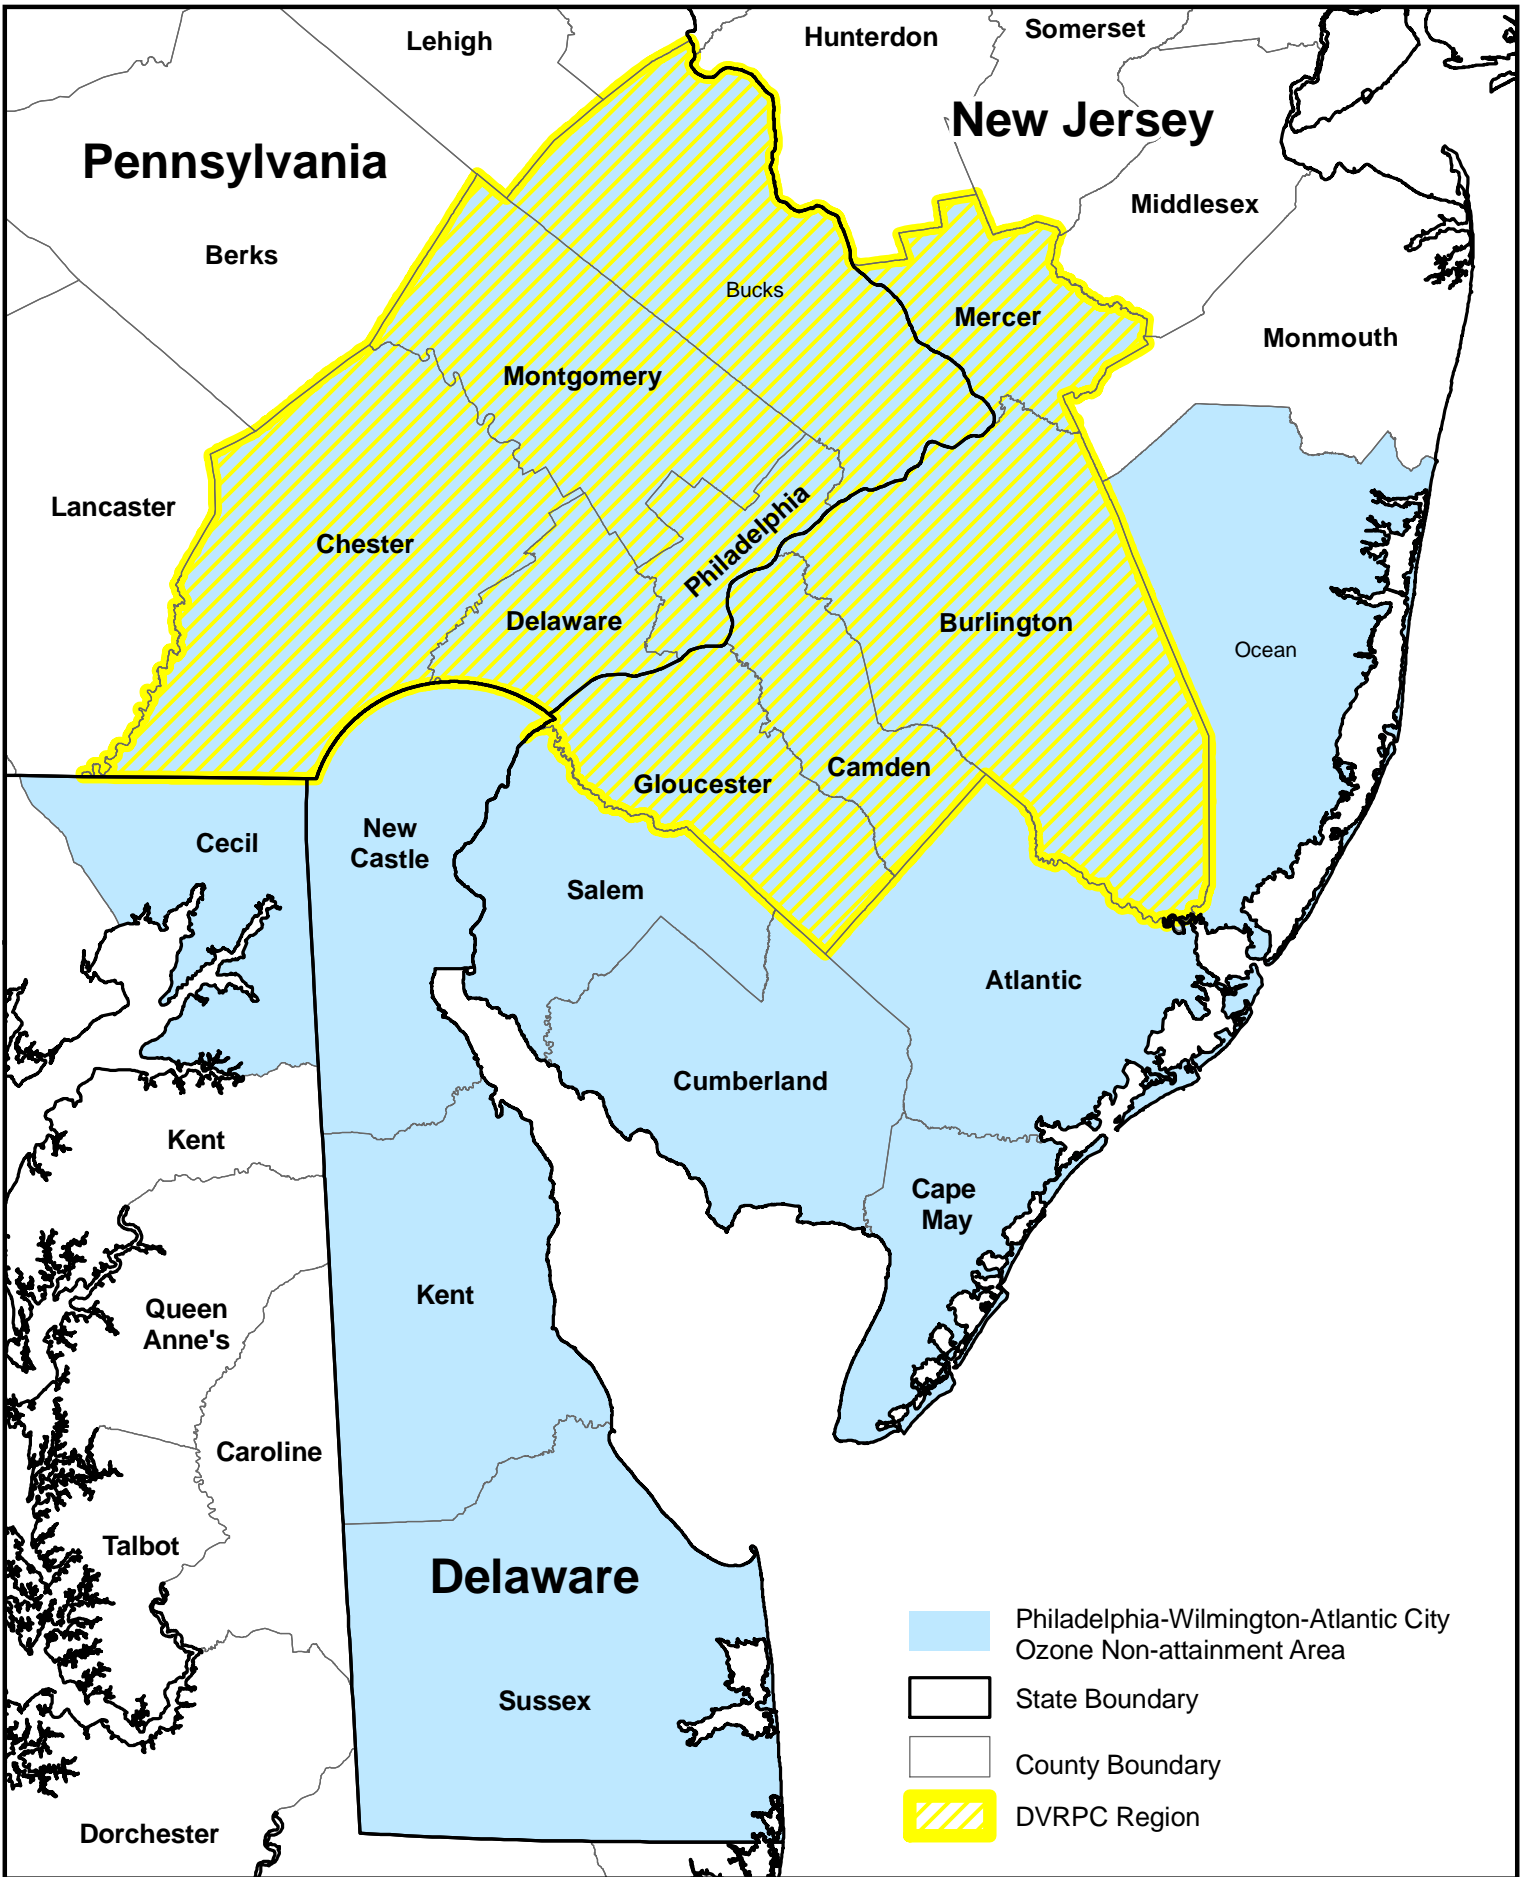 Lehigh
Hunterdon
Somerset
New Jersey
Pennsylvania
Middlesex
Berks
Bucks
Mercer
Monmouth
Montgomery
Lancaster
Philadelphia
Chester
Delaware
Burlington
Ocean
Camden
Gloucester
Cecil
New
Castle
Salem
Atlantic
Cumberland
Kent
Cape
May
Kent
Queen
Anne's
Caroline
Talbot
Delaware
Sussex
Dorchester
Philadelphia-Wilmington-Atlantic City
Ozone Non-attainment Area
State Boundary
County Boundary
DVRPC Region